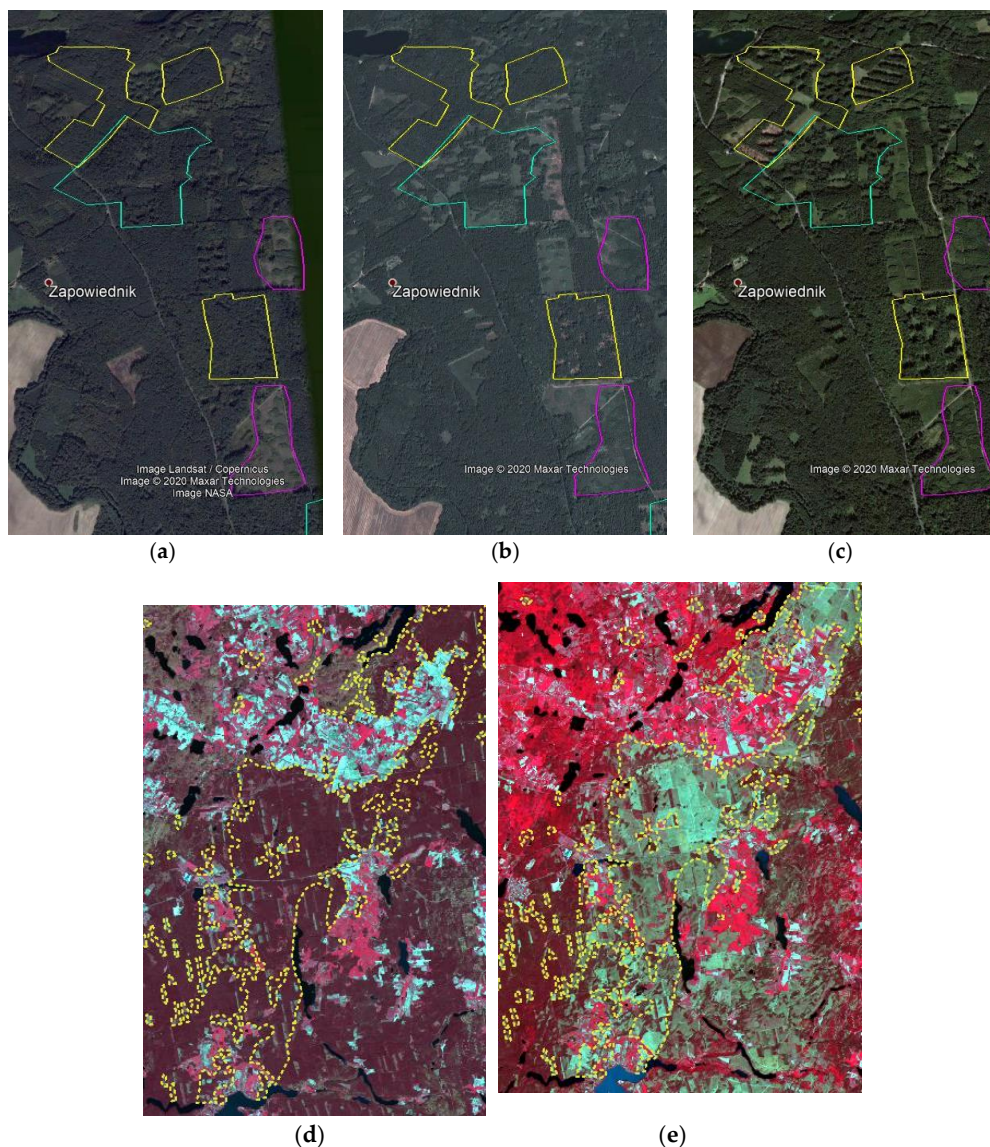 Zapowiednik
Image Landsat / Copernicus
Image © 2020 Maxar Technologies
Image NASA
(a)
Zapowiednik
Image © 2020 Maxar Technologies
(b)
Zapowiednik
Image © 2020 Maxar Technologies
(c)
(d)
(e)